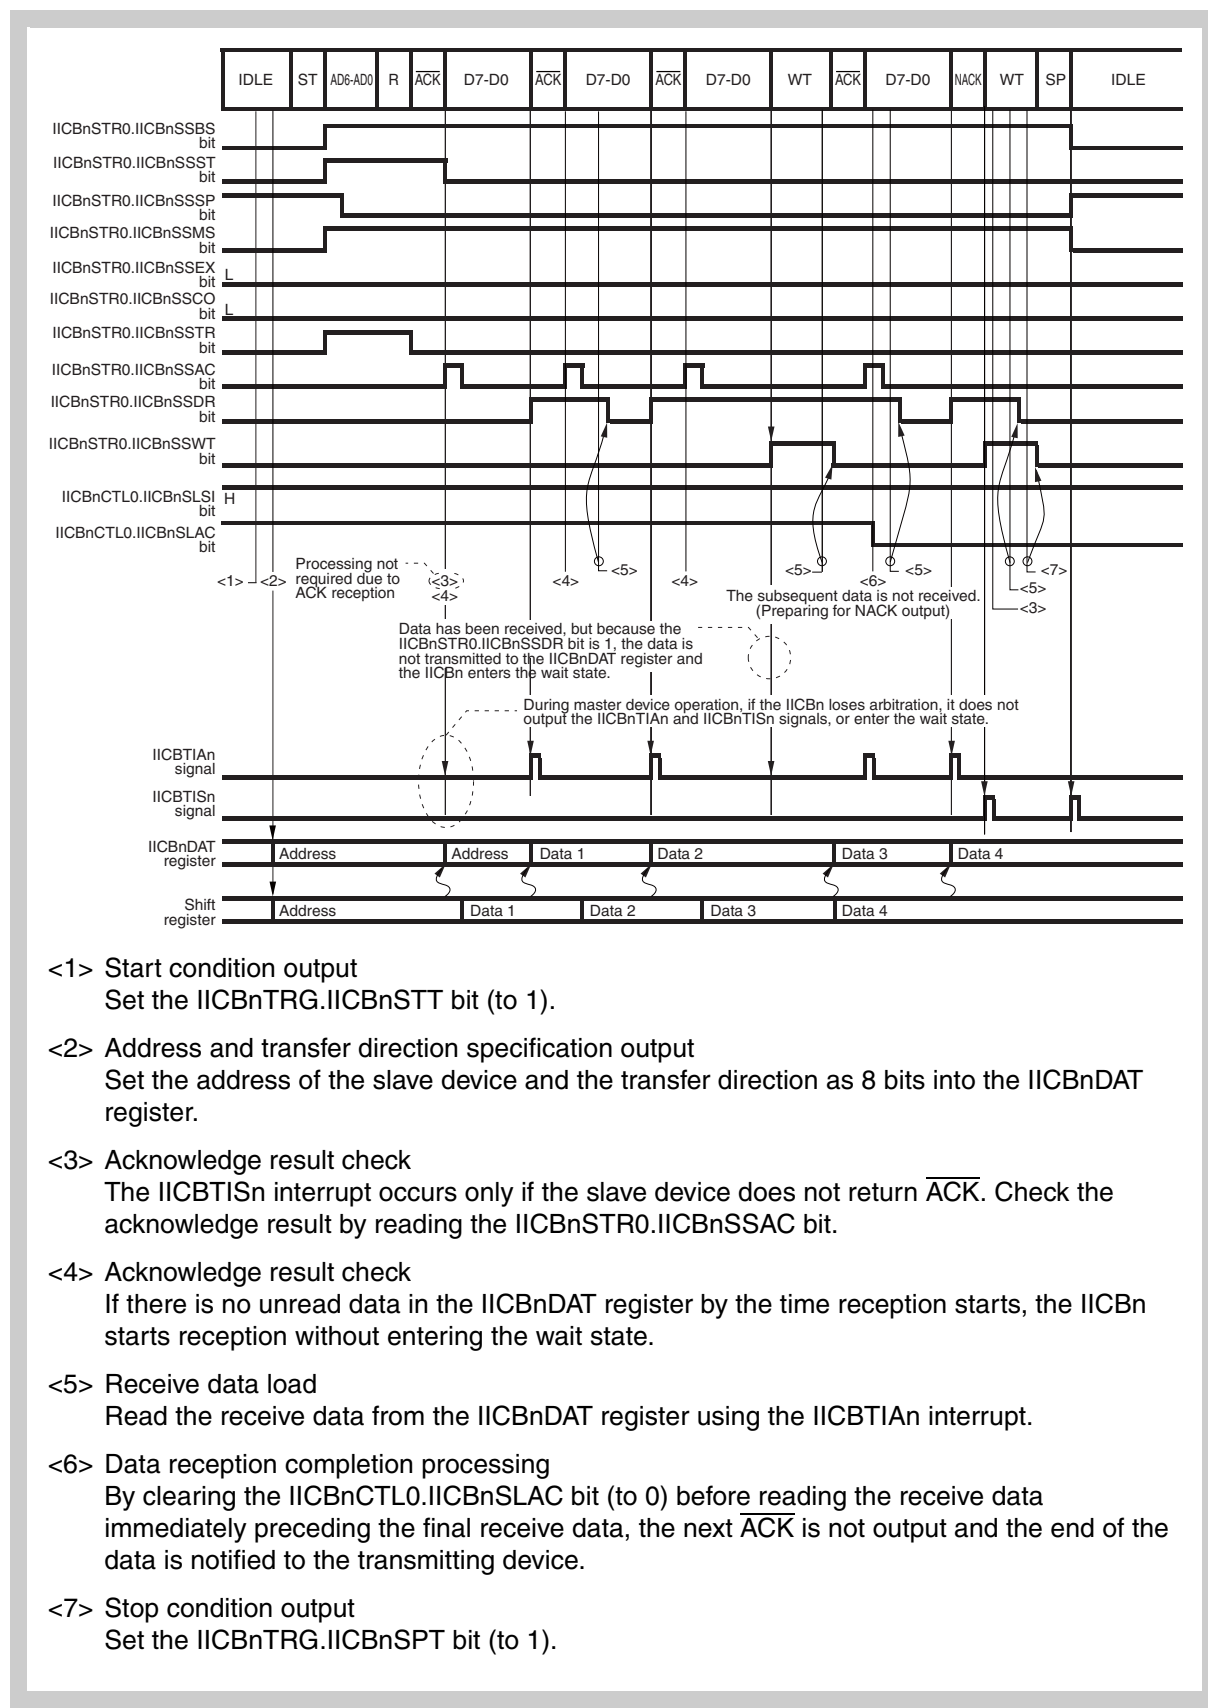 IDLE ST AD6-AD0 R ACK D7-D0 ACK D7-D0 ACK D7-D0 WT ACK D7-D0 NACK WT SP IDLE
IICBnSTR0.IICBnSSBS
bit
IICBnSTR0.IICBnSSST
bit
IICBnSTR0.IICBnSSSP
bit
IICBnSTR0.IICBnSSMS
bit
IICBnSTR0.IICBnSSEX
bit L
IICBnSTR0.IICBnSSCO
bit L
IICBnSTR0.IICBnSSTR
bit
IICBnSTR0.IICBnSSAC
bit
IICBnSTR0.IICBnSSDR
bit
IICBnSTR0.IICBnSSWT
bit
IICBnCTL0.IICBnSLSI H
bit
IICBnCTL0.IICBnSLAC
bit
<1> <2>
Processing not
required due to
ACK reception
<3>
<4>
<4>
<5>
<4>
<5>
<6>
<5>
<7>
<5>
<3>
The subsequent data is not received.
(Preparing for NACK output)
Data has been received, but because the
IICBnSTR0.IICBnSSDR bit is 1, the data is
not transmitted to the IICBnDAT register and
the IICBn enters the wait state.
During master device operation, if the IICBn loses arbitration, it does not
output the IICBnTIAn and IICBnTISn signals, or enter the wait state.
IICBTIAn
signal
IICBTISn
signal
IICBnDAT
register
Address Address Data 1 Data 2 Data 3 Data 4
Shift
register
Address Data 1 Data 2 Data 3 Data 4
<1> Start condition output
Set the IICBnTRG.IICBnSTT bit (to 1).
<2> Address and transfer direction specification output
Set the address of the slave device and the transfer direction as 8 bits into the IICBnDAT
register.
<3> Acknowledge result check
The IICBTISn interrupt occurs only if the slave device does not return ACK. Check the
acknowledge result by reading the IICBnSTR0.IICBnSSAC bit.
<4> Acknowledge result check
If there is no unread data in the IICBnDAT register by the time reception starts, the IICBn
starts reception without entering the wait state.
<5> Receive data load
Read the receive data from the IICBnDAT register using the IICBTIAn interrupt.
<6> Data reception completion processing
By clearing the IICBnCTL0.IICBnSLAC bit (to 0) before reading the receive data
immediately preceding the final receive data, the next ACK is not output and the end of the
data is notified to the transmitting device.
<7> Stop condition output
Set the IICBnTRG.IICBnSPT bit (to 1).